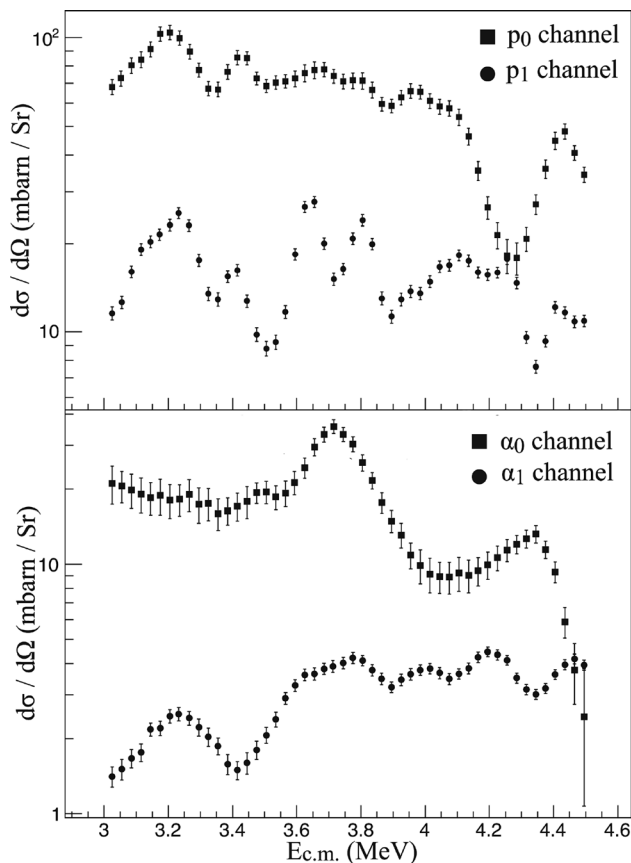 10²
10
dσ / dΩ (mbarn / Sr)
p₀ channel
p₁ channel
10
1
dσ / dΩ (mbarn / Sr)
α₀ channel
α₁ channel
3 3.2 3.4 3.6 3.8 4 4.2 4.4 4.6
E_c.m. (MeV)